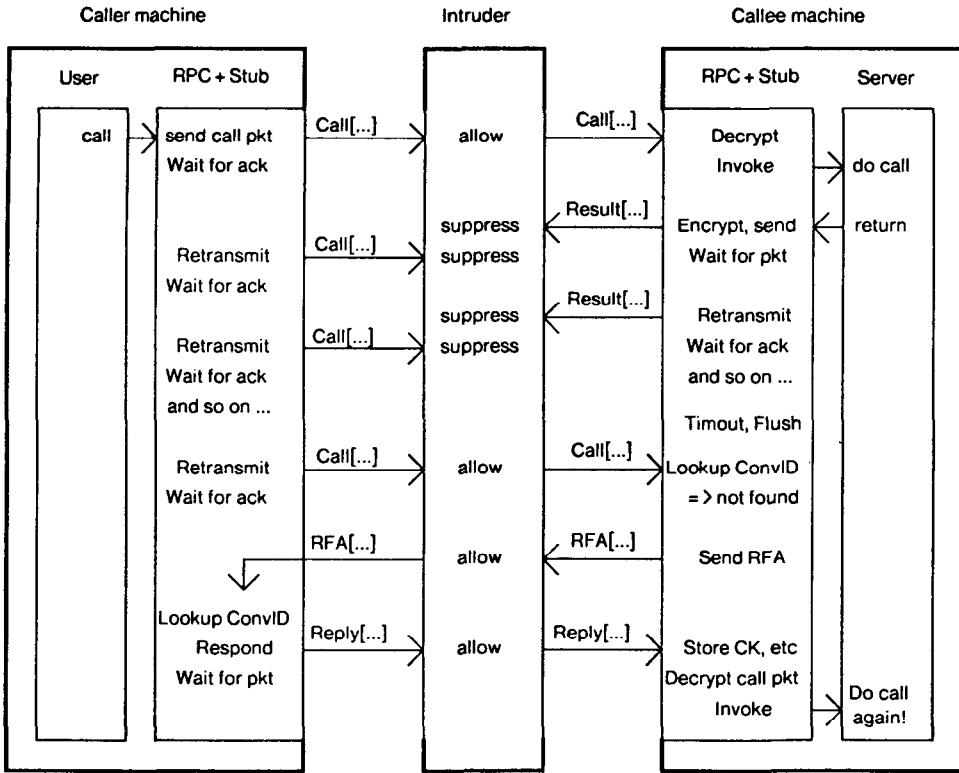 Caller machine Intruder Callee machine
User RPC + Stub RPC + Stub Server
call send call pkt Call[...] allow Call[...] Decrypt
Wait for ack Invoke do call
suppress Result[...] Encrypt, send return
Retransmit Call[...] suppress Wait for pkt
Wait for ack
suppress Result[...] Retransmit
Retransmit Call[...] suppress Wait for ack
Wait for ack and so on ...
and so on ...
Timout, Flush
Retransmit Call[...] allow Call[...] Lookup ConvID
Wait for ack = > not found
RFA[...] allow RFA[...] Send RFA
Lookup ConvID
Respond Reply[...] allow Reply[...] Store CK, etc
Wait for pkt Decrypt call pkt
Invoke Do call
again!